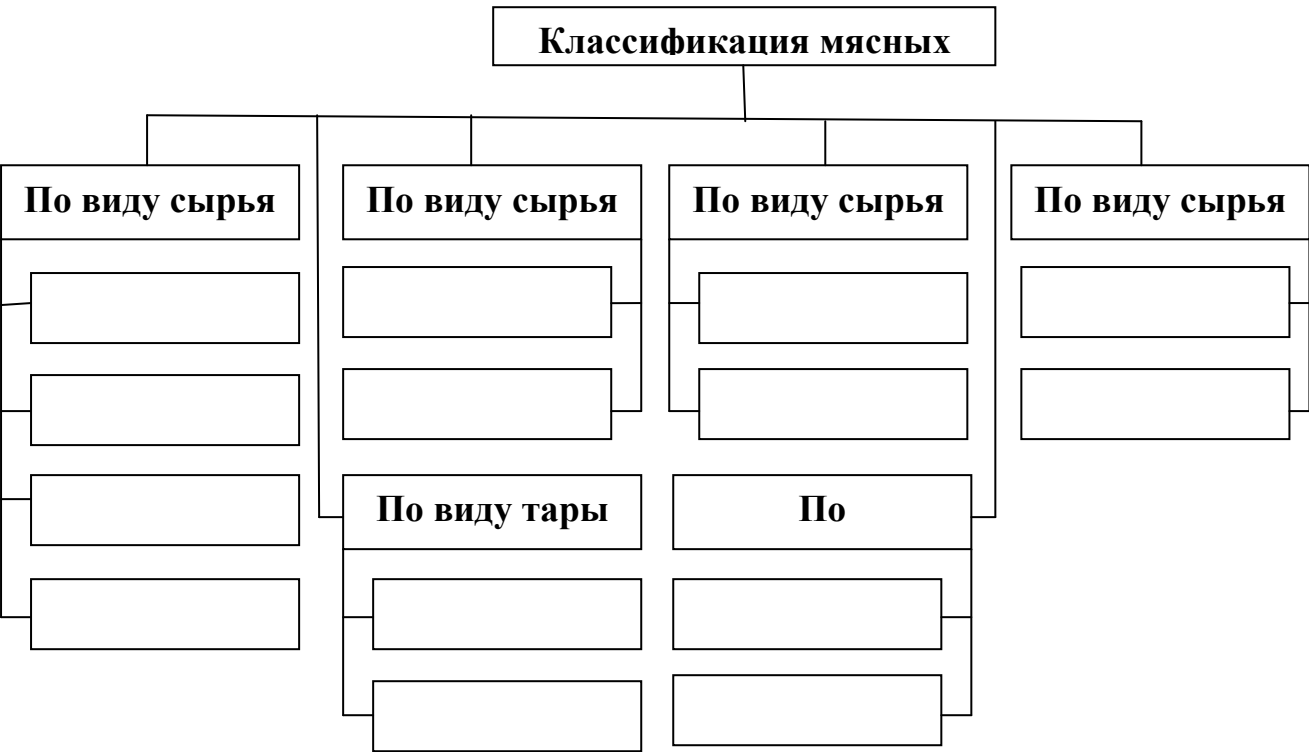 Классификация мясных
По виду сырья
По виду сырья
По виду сырья
По виду сырья
По виду тары
По